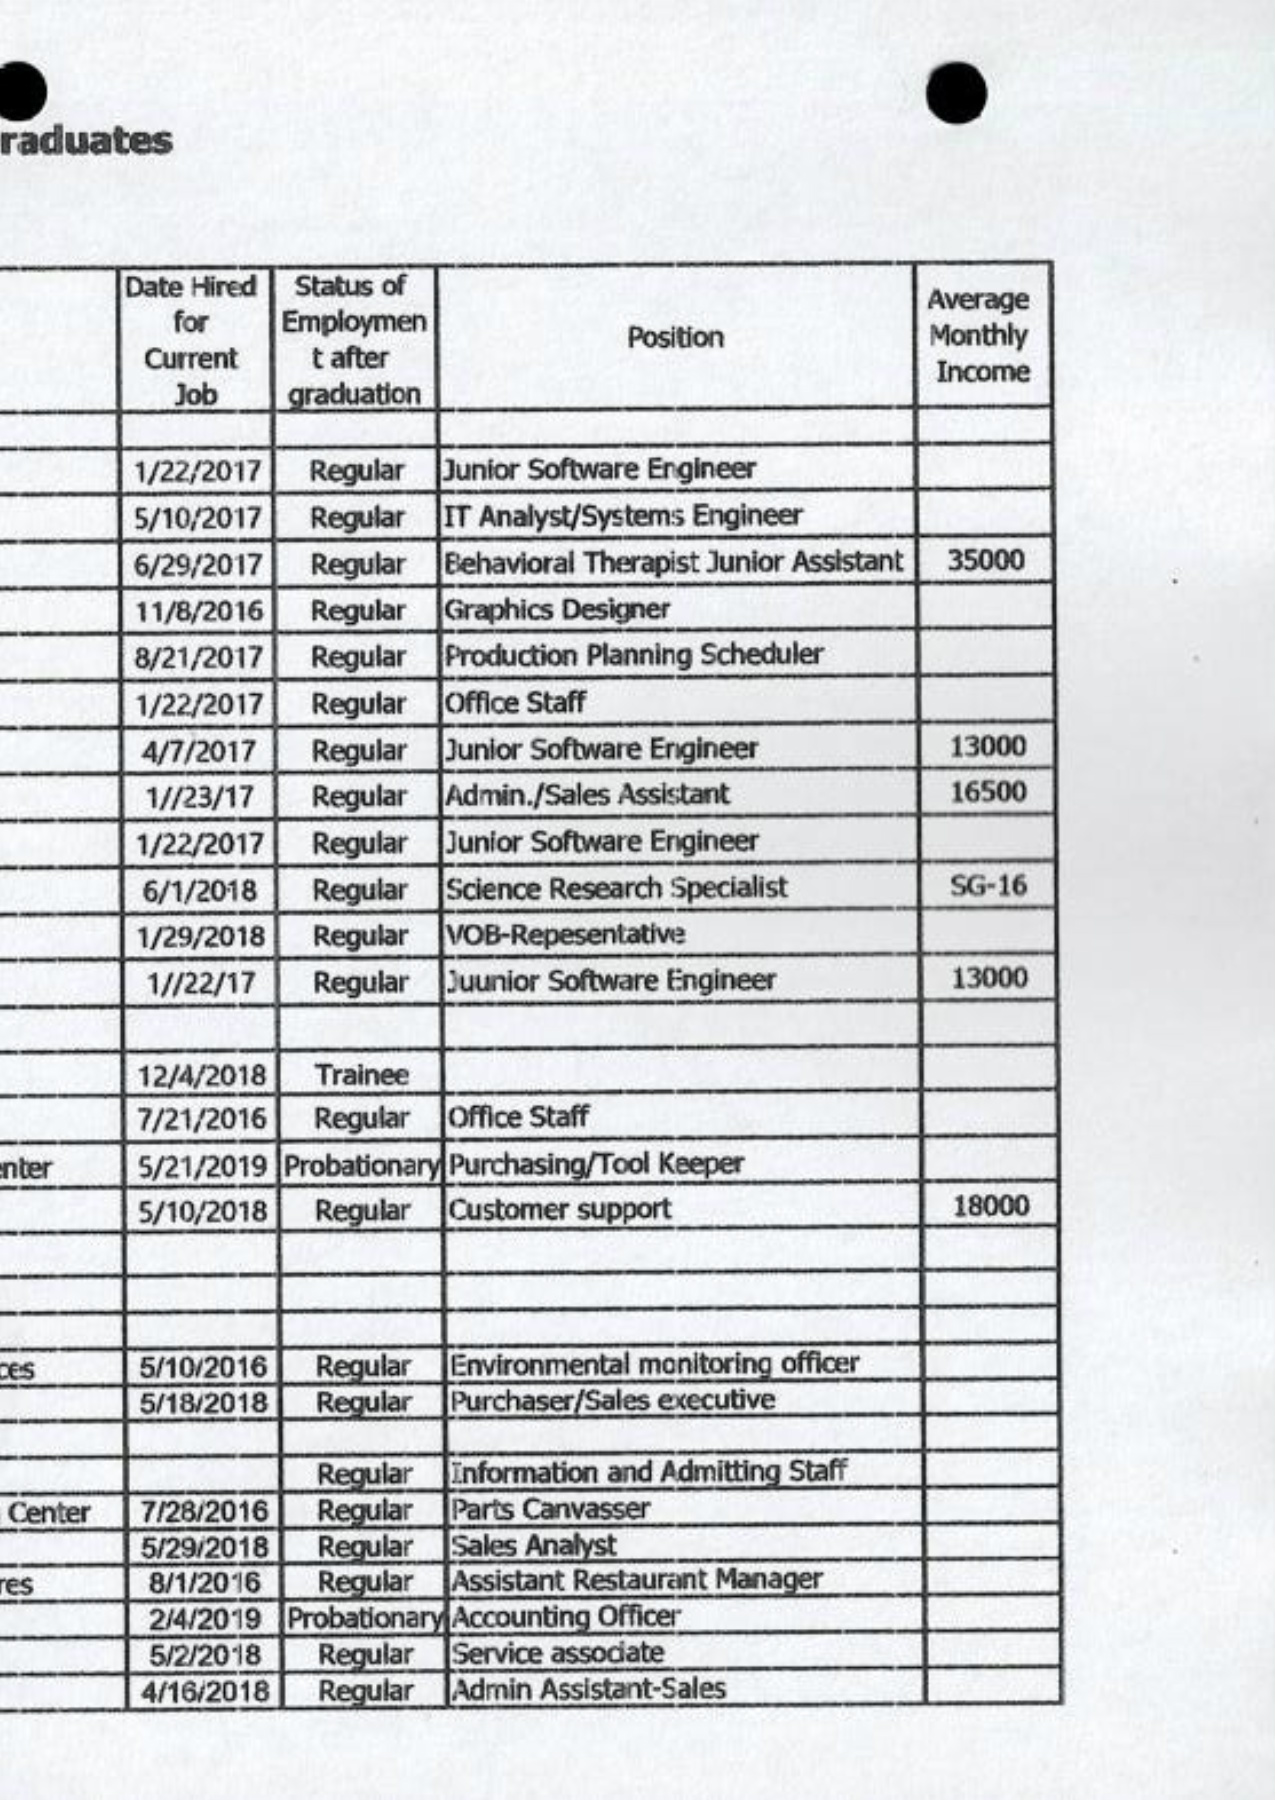 raduates
Date Hired for Current Job Status of Employmen t after graduation Position Average Monthly Income
1/22/2017 Regular Junior Software Engineer
5/10/2017 Regular IT Analyst/Systems Engineer
6/29/2017 Regular Behavioral Therapist Junior Assistant 35000
11/8/2016 Regular Graphics Designer
8/21/2017 Regular Production Planning Scheduler
1/22/2017 Regular Office Staff
4/7/2017 Regular Junior Software Engineer 13000
1//23/17 Regular Admin./Sales Assistant 16500
1/22/2017 Regular Junior Software Engineer
6/1/2018 Regular Science Research Specialist SG-16
1/29/2018 Regular VOB-Repesentative
1//22/17 Regular Juunior Software Engineer 13000
12/4/2018 Trainee
7/21/2016 Regular Office Staff
enter 5/21/2019 Probationary Purchasing/Tool Keeper
5/10/2018 Regular Customer support 18000
ces 5/10/2016 Regular Environmental monitoring officer
5/18/2018 Regular Purchaser/Sales executive
Regular Information and Admitting Staff
Center 7/28/2016 Regular Parts Canvasser
5/29/2018 Regular Sales Analyst
res 8/1/2016 Regular Assistant Restaurant Manager
2/4/2019 Probationary Accounting Officer
5/2/2018 Regular Service associate
4/16/2018 Regular Admin Assistant-Sales